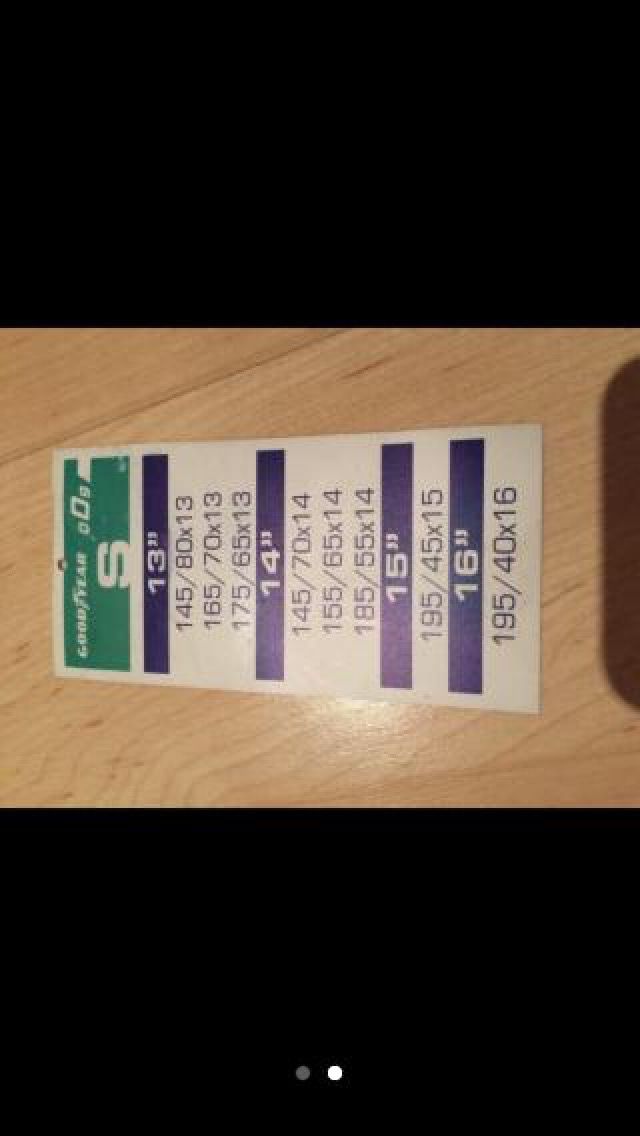 GOODYEAR
S
13”
145/80x13
165/70x13
175/65x13
14”
145/70x14
155/65x14
185/55x14
15”
195/45x15
16”
195/40x16